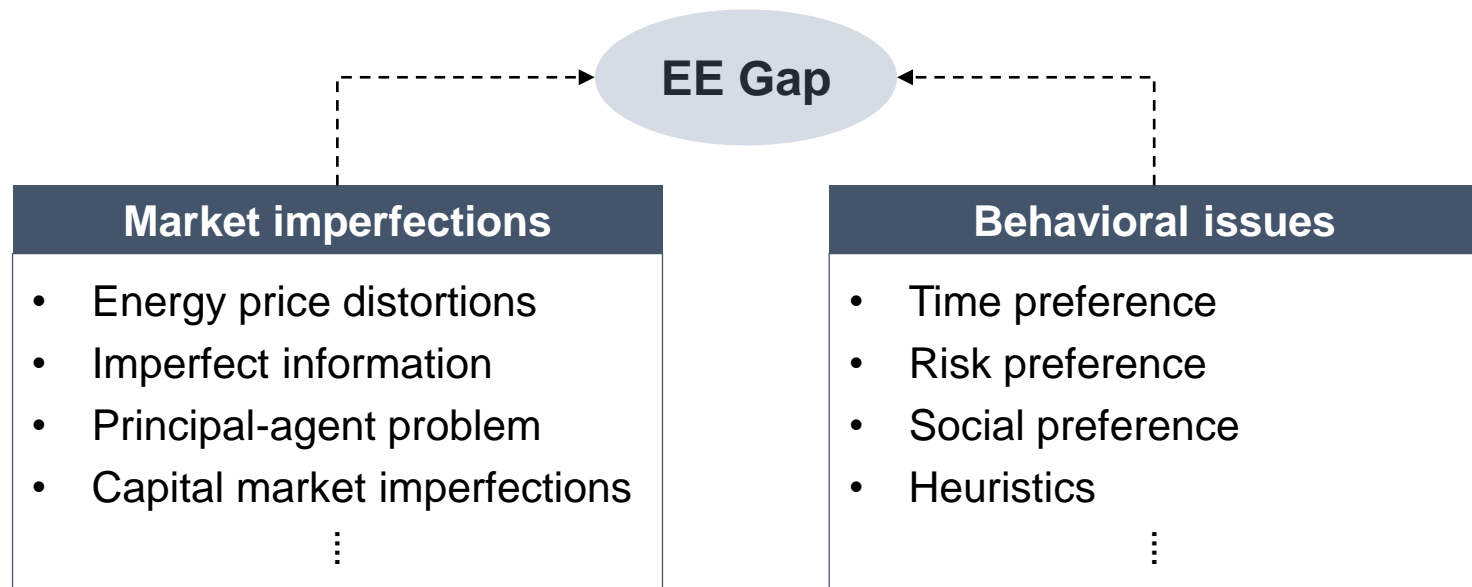 EE Gap
Market imperfections
• Energy price distortions
• Imperfect information
• Principal-agent problem
• Capital market imperfections
Behavioral issues
• Time preference
• Risk preference
• Social preference
• Heuristics